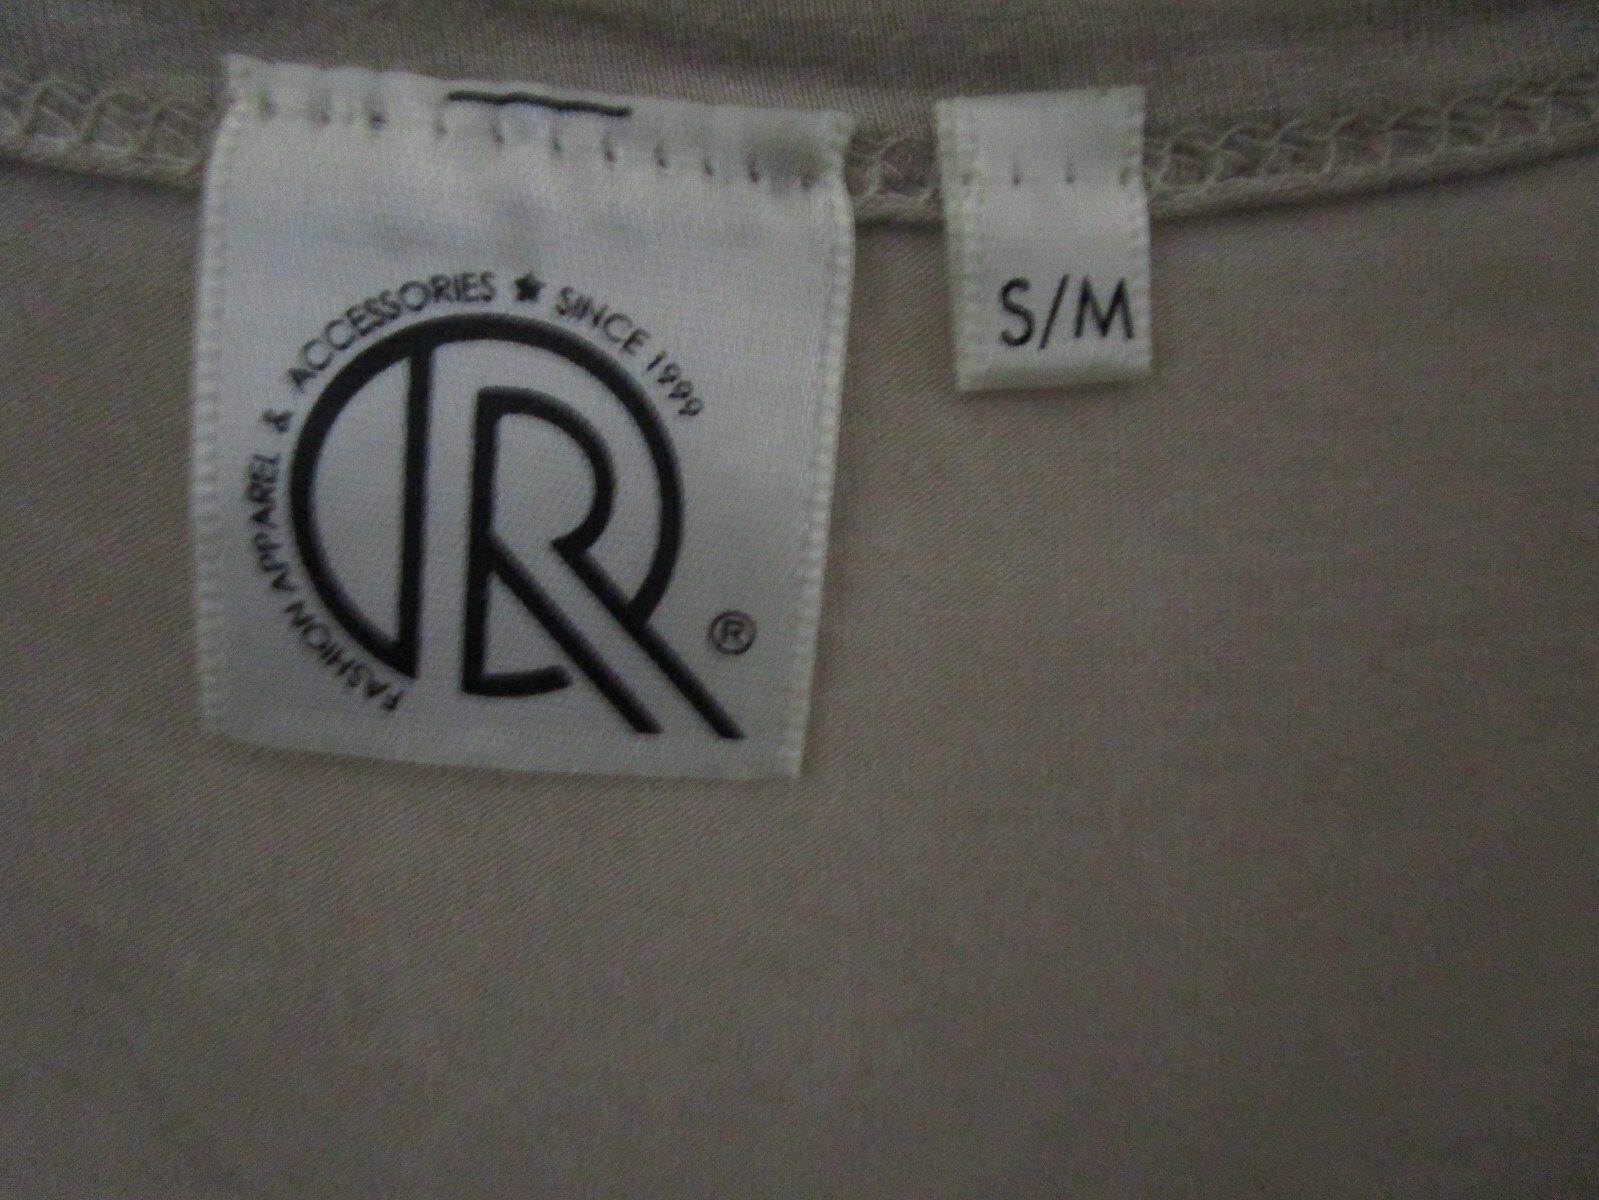 FASHION APPAREL & ACCESSORIES ★ SINCE 1999
R
®
S/M